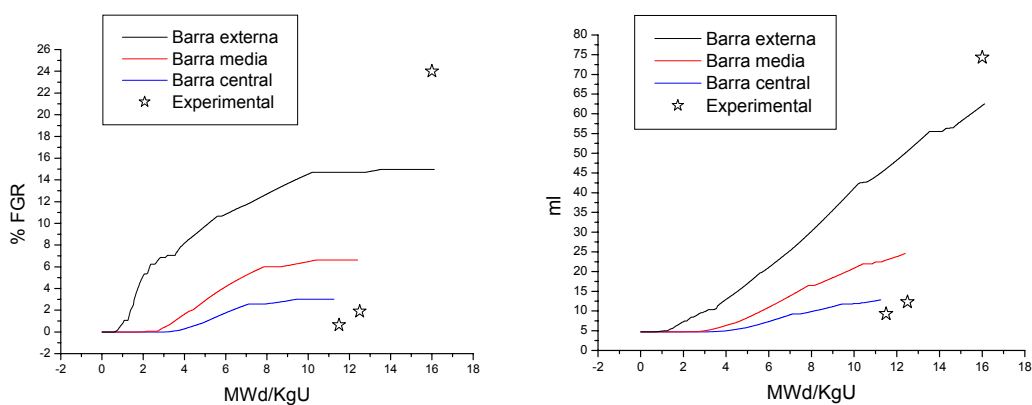 Barra externa
Barra media
Barra central
Experimental
26
24
22
20
18
16
14
12
10
8
6
4
2
0
-2
% FGR
-2 0 2 4 6 8 10 12 14 16 18
MWd/KgU
Barra externa
Barra media
Barra central
Experimental
80
75
70
65
60
55
50
45
40
35
30
25
20
15
10
5
0
ml
-2 0 2 4 6 8 10 12 14 16 18
MWd/KgU